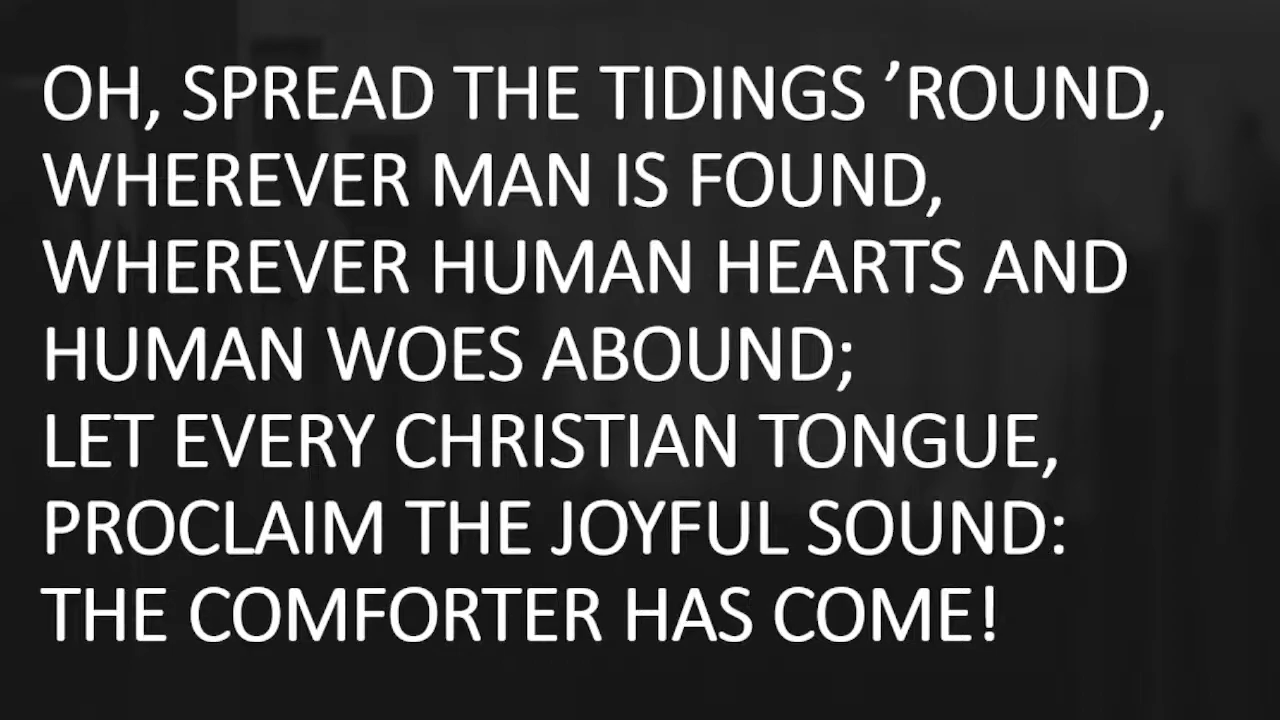 OH, SPREAD THE TIDINGS ’ROUND,
WHEREVER MAN IS FOUND,
WHEREVER HUMAN HEARTS AND
HUMAN WOES ABOUND;
LET EVERY CHRISTIAN TONGUE,
PROCLAIM THE JOYFUL SOUND:
THE COMFORTER HAS COME!